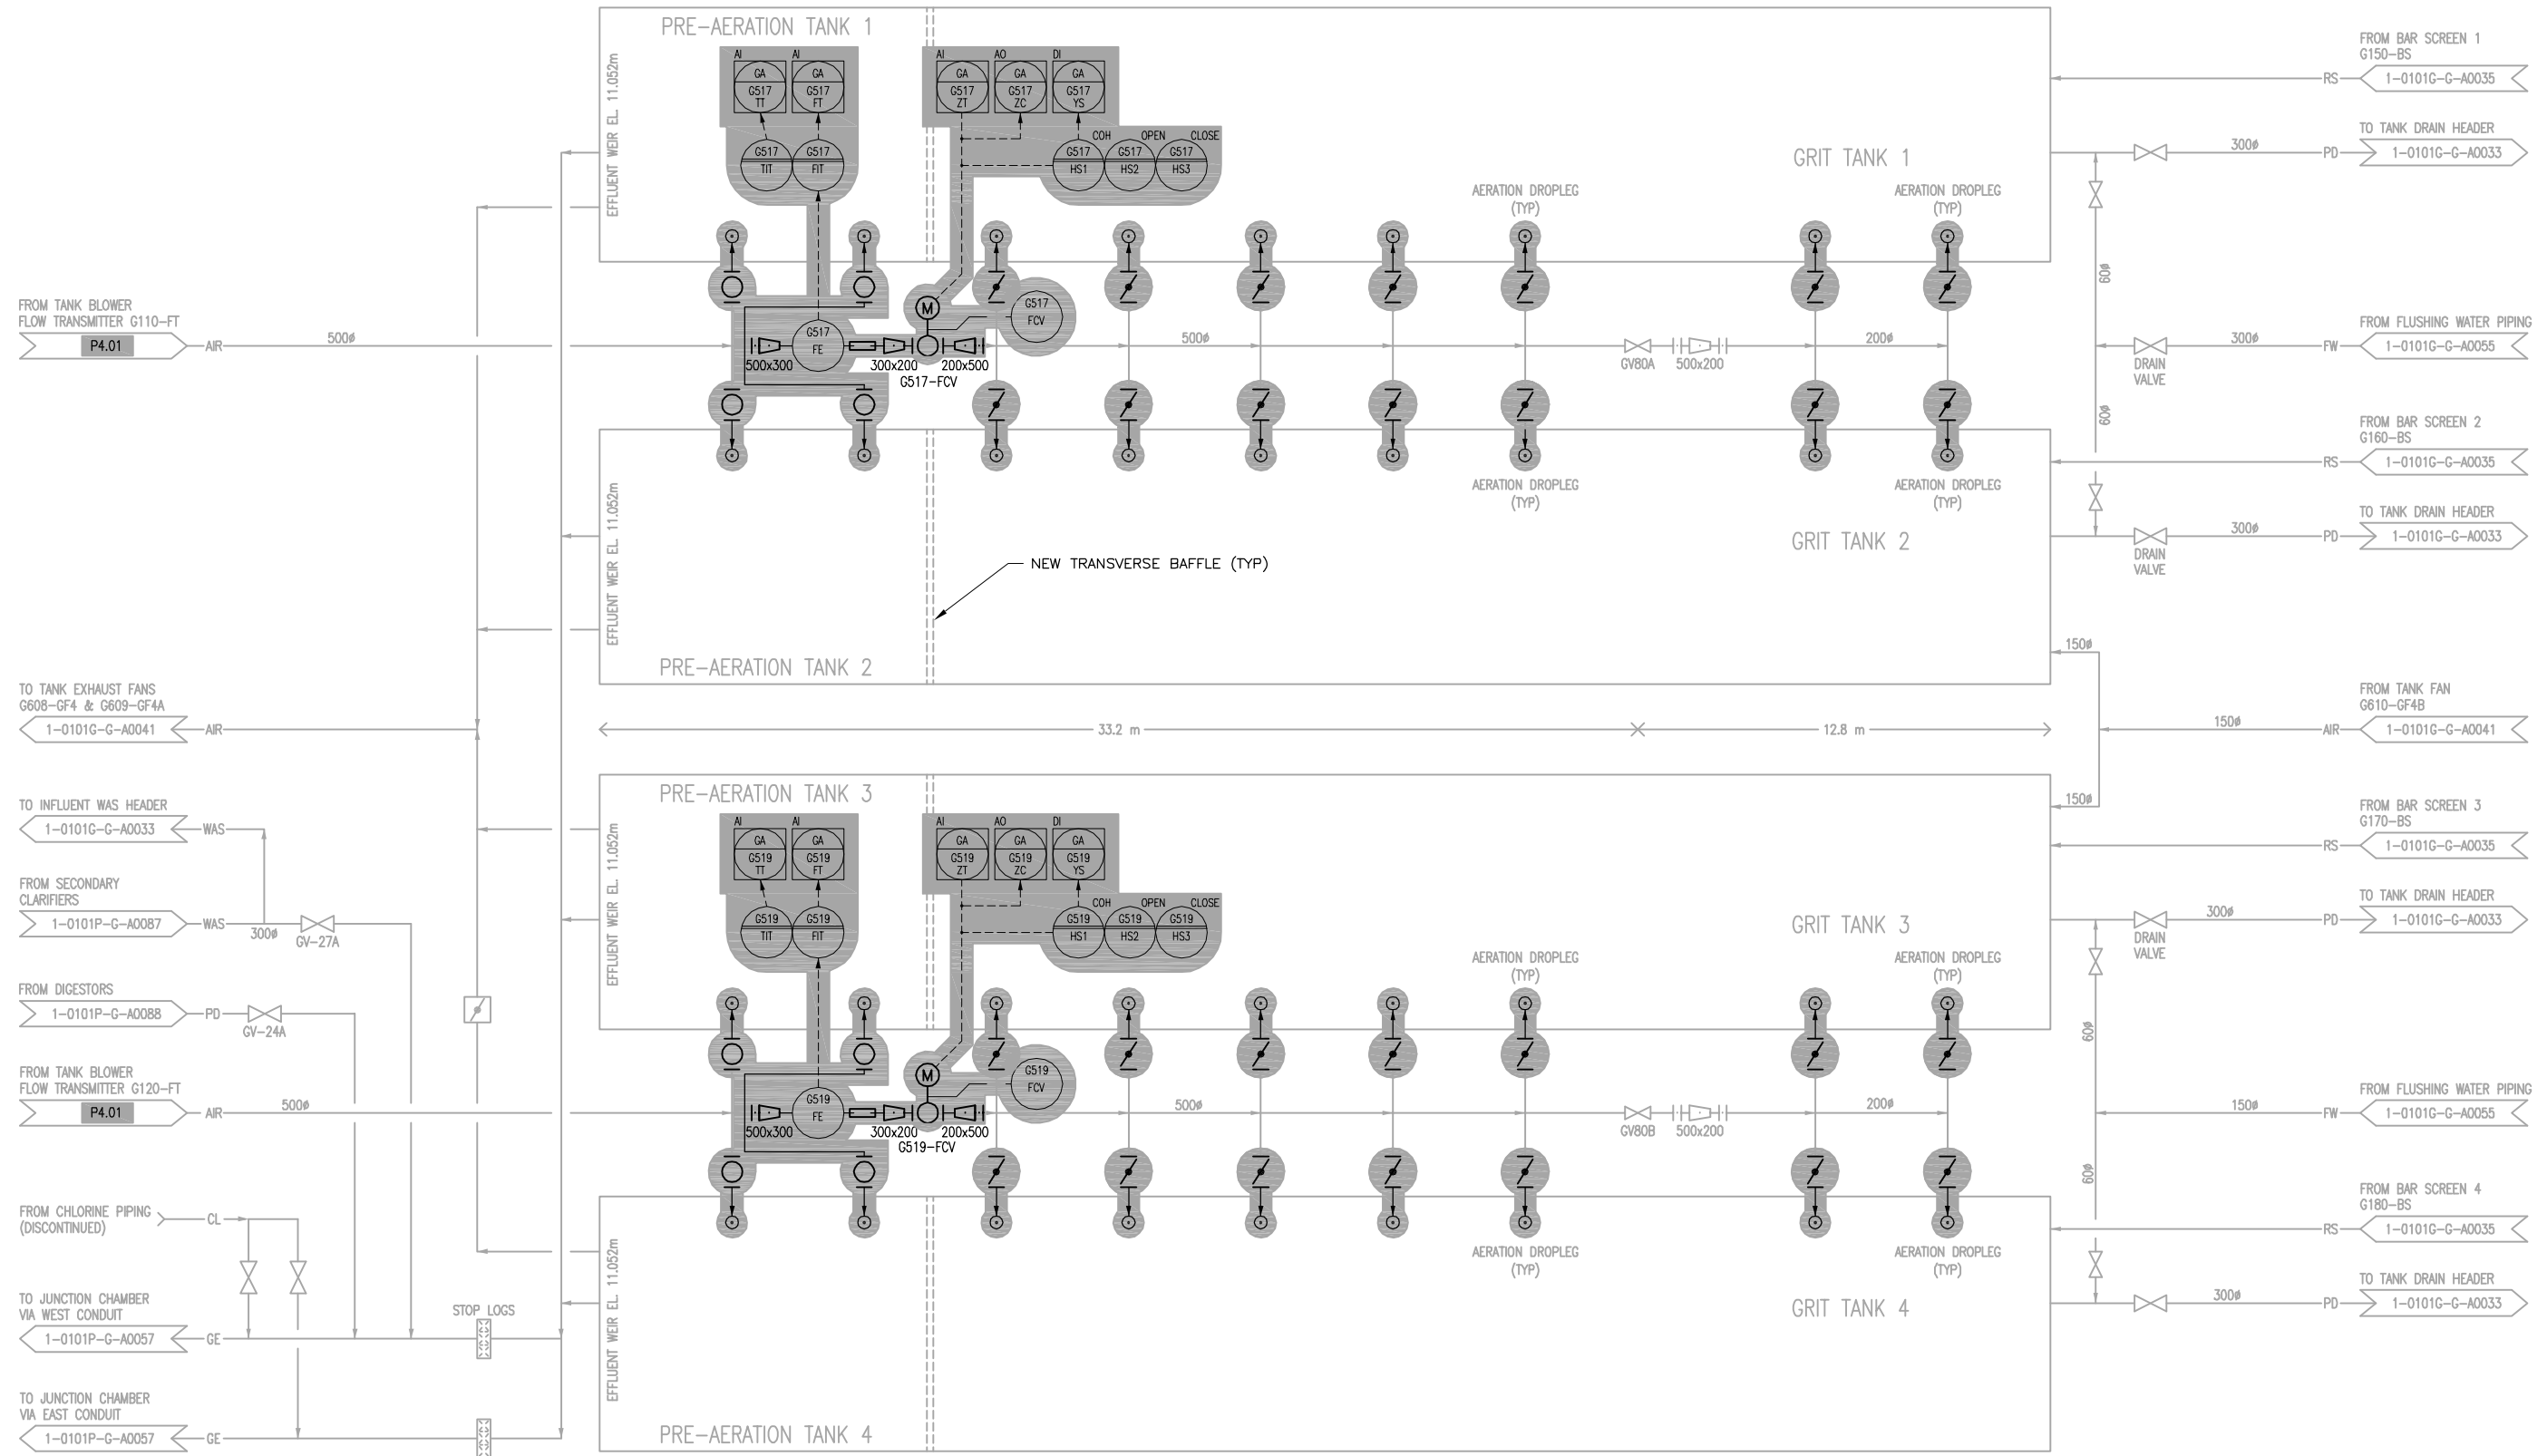 PRE-AERATION TANK 1
EFFLUENT WEIR EL. 11.052m
AI
AI
AI
AO
DI
GA
G517
TT
GA
G517
FT
GA
G517
ZT
GA
G517
ZC
GA
G517
YS
COH
OPEN
CLOSE
G517
TIT
G517
FIT
G517
HS1
G517
HS2
G517
HS3
GRIT TANK 1
AERATION DROPLEG
(TYP)
AERATION DROPLEG
(TYP)
FROM BAR SCREEN 1
G150-BS
RS
1-0101G-G-A0035
TO TANK DRAIN HEADER
300ø
PD
1-0101G-G-A0033
60ø
FROM TANK BLOWER
FLOW TRANSMITTER G110-FT
P4.01
AIR
500ø
M
G517
FCV
G517
FE
500x300
300x200
200x500
G517-FCV
500ø
GV80A
500x200
200ø
FROM FLUSHING WATER PIPING
300ø
FW
1-0101G-G-A0055
DRAIN
VALVE
60ø
FROM BAR SCREEN 2
G160-BS
RS
1-0101G-G-A0035
AERATION DROPLEG
(TYP)
AERATION DROPLEG
(TYP)
EFFLUENT WEIR EL. 11.052m
GRIT TANK 2
TO TANK DRAIN HEADER
300ø
PD
1-0101G-G-A0033
DRAIN
VALVE
NEW TRANSVERSE BAFFLE (TYP)
PRE-AERATION TANK 2
150ø
TO TANK EXHAUST FANS
G608-GF4 & G609-GF4A
1-0101G-G-A0041
AIR
33.2 m
12.8 m
FROM TANK FAN
G610-GF4B
150ø
AIR
1-0101G-G-A0041
150ø
PRE-AERATION TANK 3
EFFLUENT WEIR EL. 11.052m
TO INFLUENT WAS HEADER
1-0101G-G-A0033
WAS
FROM BAR SCREEN 3
G170-BS
RS
1-0101G-G-A0035
AI
AI
AI
AO
DI
GA
G519
TT
GA
G519
FT
GA
G519
ZT
GA
G519
ZC
GA
G519
YS
COH
OPEN
CLOSE
G519
TIT
G519
FIT
G519
HS1
G519
HS2
G519
HS3
GRIT TANK 3
FROM SECONDARY
CLARIFIERS
1-0101P-G-A0087
WAS
300ø
GV-27A
TO TANK DRAIN HEADER
300ø
PD
1-0101G-G-A0033
DRAIN
VALVE
AERATION DROPLEG
(TYP)
AERATION DROPLEG
(TYP)
FROM DIGESTORS
1-0101P-G-A0088
PD
GV-24A
60ø
FROM TANK BLOWER
FLOW TRANSMITTER G120-FT
P4.01
AIR
500ø
M
G519
FCV
G519
FE
500x300
300x200
200x500
G519-FCV
500ø
GV80B
500x200
200ø
FROM FLUSHING WATER PIPING
150ø
FW
1-0101G-G-A0055
60ø
FROM CHLORINE PIPING
(DISCONTINUED)
CL
FROM BAR SCREEN 4
G180-BS
RS
1-0101G-G-A0035
AERATION DROPLEG
(TYP)
AERATION DROPLEG
(TYP)
EFFLUENT WEIR EL. 11.052m
GRIT TANK 4
TO TANK DRAIN HEADER
300ø
PD
1-0101G-G-A0033
TO JUNCTION CHAMBER
VIA WEST CONDUIT
1-0101P-G-A0057
GE
STOP LOGS
TO JUNCTION CHAMBER
VIA EAST CONDUIT
1-0101P-G-A0057
GE
PRE-AERATION TANK 4